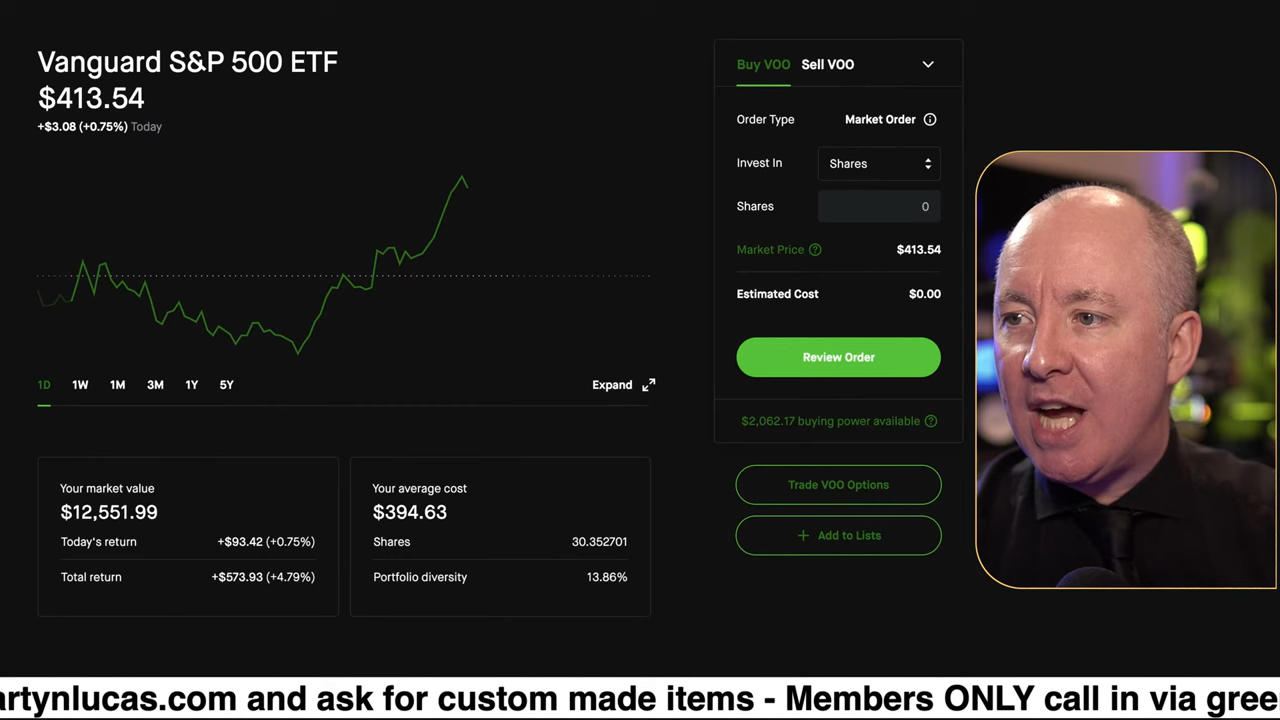 Vanguard S&P 500 ETF
$413.54
+$3.08 (+0.75%) Today
1D 1W 1M 3M 1Y 5Y Expand
Your market value
$12,551.99
Today's return +$93.42 (+0.75%)
Total return +$573.93 (+4.79%)
Your average cost
$394.63
Shares 30.352701
Portfolio diversity 13.86%
Buy VOO Sell VOO
Order Type Market Order
Invest In Shares
Shares 0
Market Price $413.54
Estimated Cost $0.00
Review Order
$2,062.17 buying power available
Trade VOO Options
+ Add to Lists
artynlucas.com and ask for custom made items - Members ONLY call in via gree